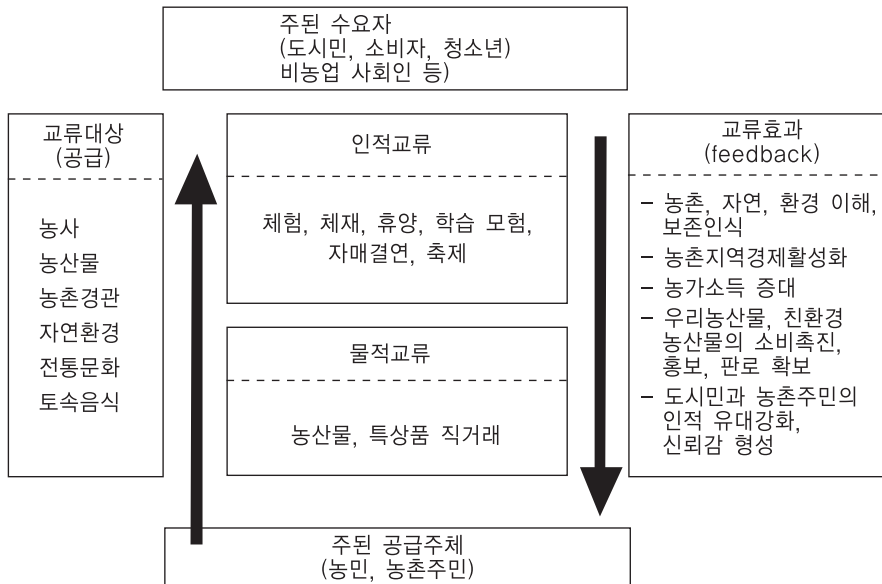 주된 수요자
(도시민, 소비자, 청소년)
비농업 사회인 등)
교류대상
(공급)
농사
농산물
농촌경관
자연환경
전통문화
토속음식
인적교류
체험, 체재, 휴양, 학습 모험,
자매결연, 축제
물적교류
농산물, 특상품 직거래
교류효과
(feedback)
– 농촌, 자연, 환경 이해,
보존인식
– 농촌지역경제활성화
– 농가소득 증대
– 우리농산물, 친환경
농산물의 소비촉진,
홍보, 판로 확보
– 도시민과 농촌주민의
인적 유대강화,
신뢰감 형성
주된 공급주체
(농민, 농촌주민)